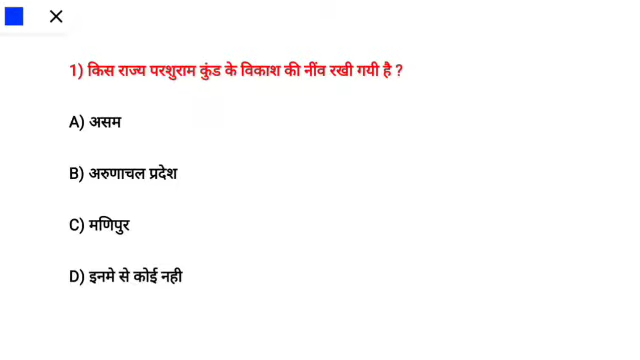 1) किस राज्य परशुराम कुंड के विकाश की नींव रखी गयी है ?
A) असम
B) अरुणाचल प्रदेश
C) मणिपुर
D) इनमे से कोई नही